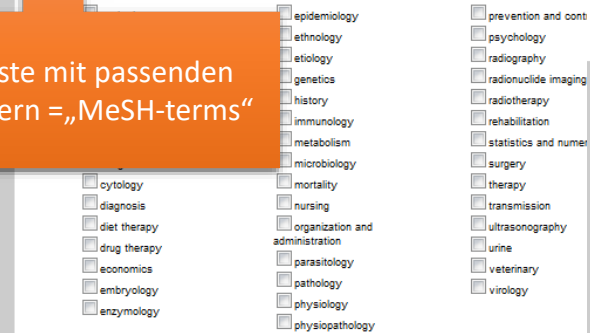 ste mit passenden
ern =„MeSH-terms“
cytology
diagnosis
diet therapy
drug therapy
economics
embryology
enzymology
epidemiology
ethnology
etiology
genetics
history
immunology
metabolism
microbiology
mortality
nursing
organization and
administration
parasitology
pathology
physiology
physiopathology
prevention and cont
psychology
radiography
radionuclide imaging
radiotherapy
rehabilitation
statistics and numer
surgery
therapy
transmission
ultrasonography
urine
veterinary
virology